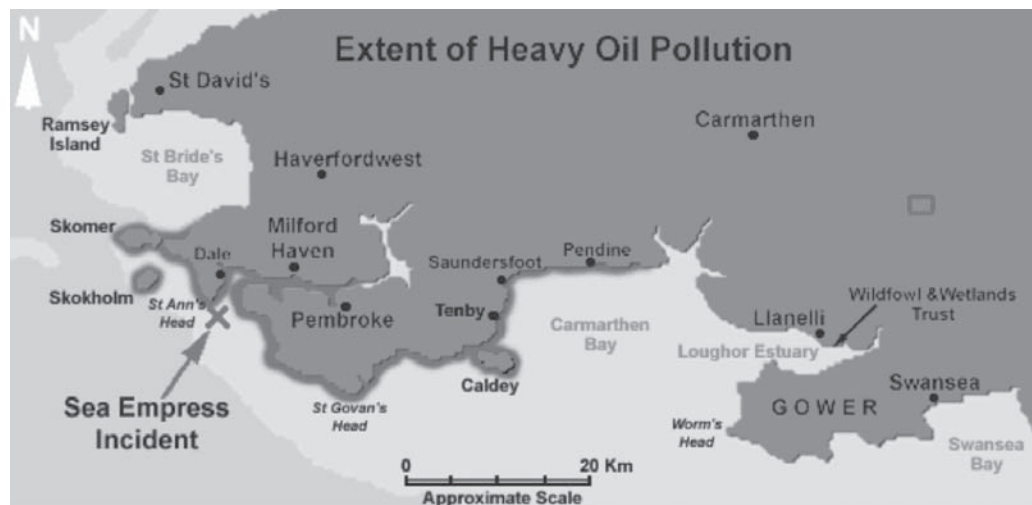 N
Extent of Heavy Oil Pollution
St David's
Ramsey
Island
Carmarthen
St Bride's
Bay
Haverfordwest
Skomer
Milford
Haven
Dale
Saundersfoot
Pendine
Skokholm
St Ann's
Head
Pembroke
Tenby
Carmarthen
Bay
Wildfowl &Wetlands
Trust
Llanelli
Loughor Estuary
Caldey
Sea Empress
Incident
St Govan's
Head
Swansea
GOWER
Worm's
Head
Swansea
Bay
0 20 Km
Approximate Scale